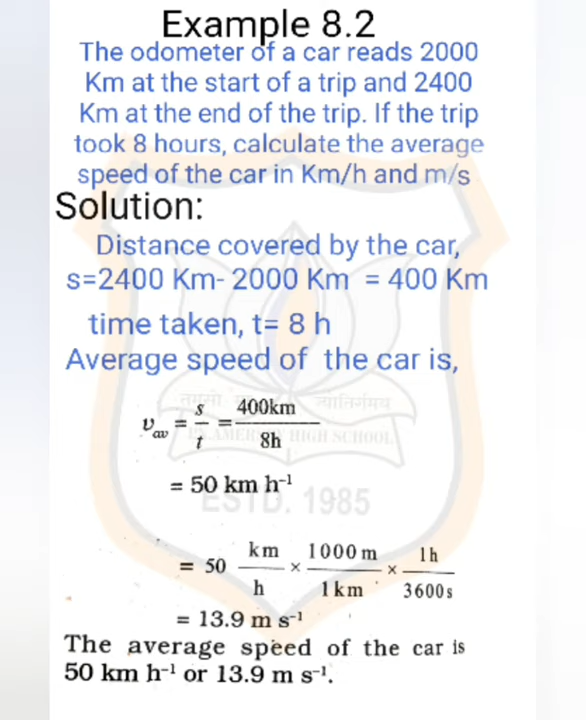 Example 8.2
The odometer of a car reads 2000
Km at the start of a trip and 2400
Km at the end of the trip. If the trip
took 8 hours, calculate the average
speed of the car in Km/h and m/s
Solution:
Distance covered by the car,
s=2400 Km- 2000 Km = 400 Km
time taken, t= 8 h
Average speed of the car is,
v_av = s/t = 400km/8h
= 50 km h⁻¹
= 50 km/h × 1000 m/1 km × 1h/3600s
= 13.9 m s⁻¹
The average speed of the car is
50 km h⁻¹ or 13.9 m s⁻¹.
HIGH SCHOOL
ESTD. 1985